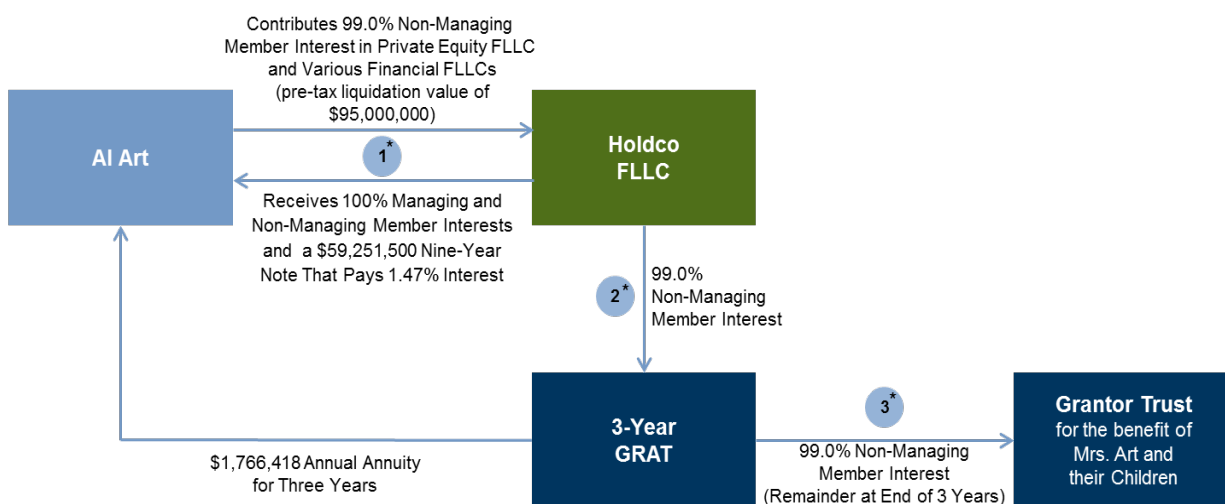 Contributes 99.0% Non-Managing
Member Interest in Private Equity FLLC
and Various Financial FLLCs
(pre-tax liquidation value of
$95,000,000)
Al Art
1*
Holdco
FLLC
Receives 100% Managing and
Non-Managing Member Interests
and a $59,251,500 Nine-Year
Note That Pays 1.47% Interest
2*
99.0%
Non-Managing
Member Interest
3-Year
GRAT
3*
99.0% Non-Managing
Member Interest
(Remainder at End of 3 Years)
Grantor Trust
for the benefit of
Mrs. Art and
their Children
$1,766,418 Annual Annuity
for Three Years